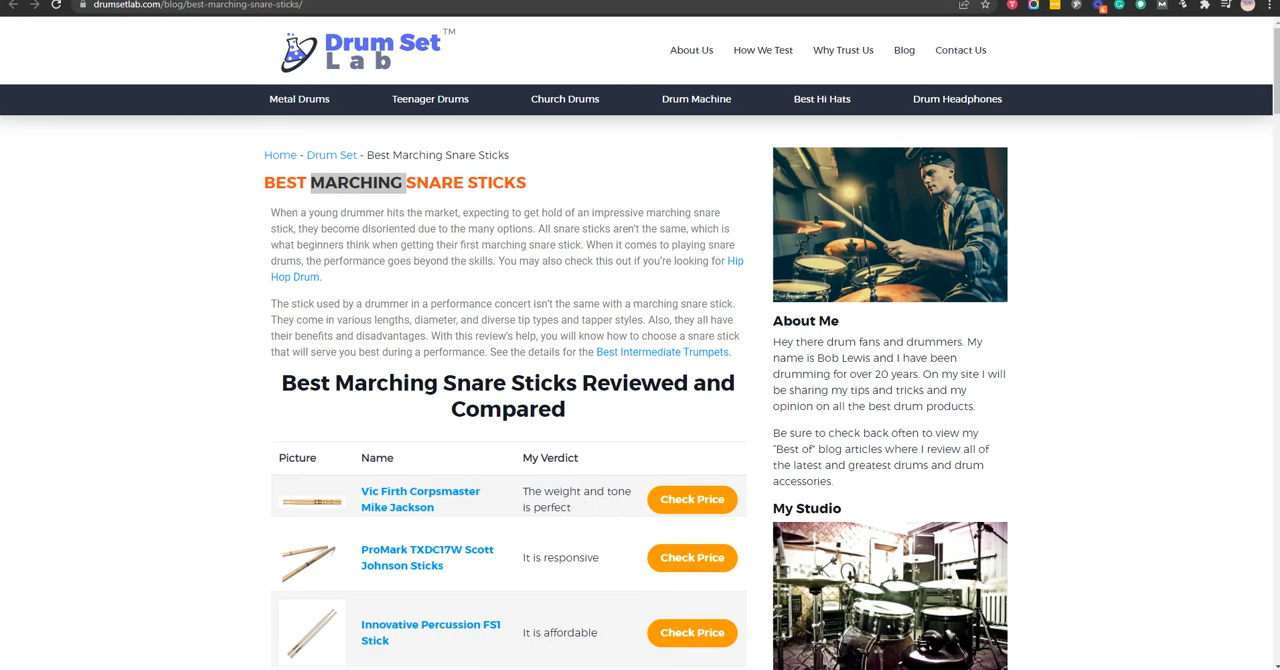 drumsetlab.com/blog/best-marching-snare-sticks/
Drum Set TM
Lab
About Us How We Test Why Trust Us Blog Contact Us
Metal Drums Teenager Drums Church Drums Drum Machine Best Hi Hats Drum Headphones
Home - Drum Set - Best Marching Snare Sticks
BEST MARCHING SNARE STICKS
When a young drummer hits the market, expecting to get hold of an impressive marching snare
stick, they become disoriented due to the many options. All snare sticks aren't the same, which is
what beginners think when getting their first marching snare stick. When it comes to playing snare
drums, the performance goes beyond the skills. You may also check this out if you're looking for Hip
Hop Drum.
The stick used by a drummer in a performance concert isn't the same with a marching snare stick.
They come in various lengths, diameter, and diverse tip types and tapper styles. Also, they all have
their benefits and disadvantages. With this review's help, you will know how to choose a snare stick
that will serve you best during a performance. See the details for the Best Intermediate Trumpets.
Best Marching Snare Sticks Reviewed and
Compared
Picture Name My Verdict
Vic Firth Corpsmaster
Mike Jackson
The weight and tone
is perfect
Check Price
ProMark TXDC17W Scott
Johnson Sticks
It is responsive
Check Price
Innovative Percussion FS1
Stick
It is affordable
Check Price
About Me
Hey there drum fans and drummers. My
name is Bob Lewis and I have been
drumming for over 20 years. On my site I will
be sharing my tips and tricks and my
opinion on all the best drum products.
Be sure to check back often to view my
"Best of" blog articles where I review all of
the latest and greatest drums and drum
accessories.
My Studio